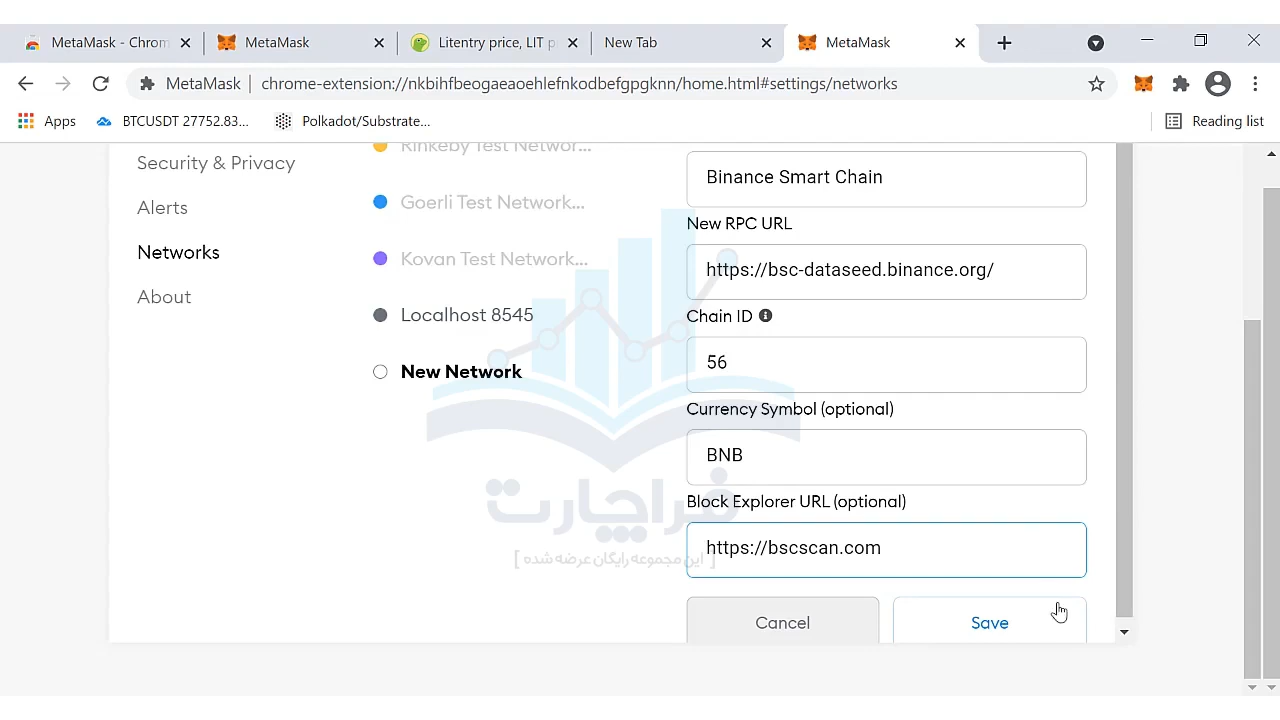 MetaMask - Chrom
MetaMask
Litentry price, LIT p
New Tab
MetaMask
MetaMask
chrome-extension://nkbihfbeogaeaoehlefnkodbefgpgknn/home.html#settings/networks
Apps
BTCUSDT 27752.83...
Polkadot/Substrate...
Reading list
Security & Privacy
Alerts
Networks
About
Rinkeby Test Networ...
Goerli Test Network...
Kovan Test Network...
Localhost 8545
New Network
Binance Smart Chain
New RPC URL
https://bsc-dataseed.binance.org/
Chain ID
56
Currency Symbol (optional)
BNB
Block Explorer URL (optional)
https://bscscan.com
Cancel
Save
فراچارت
[ این مجموعه رایگان عرضه شده ]